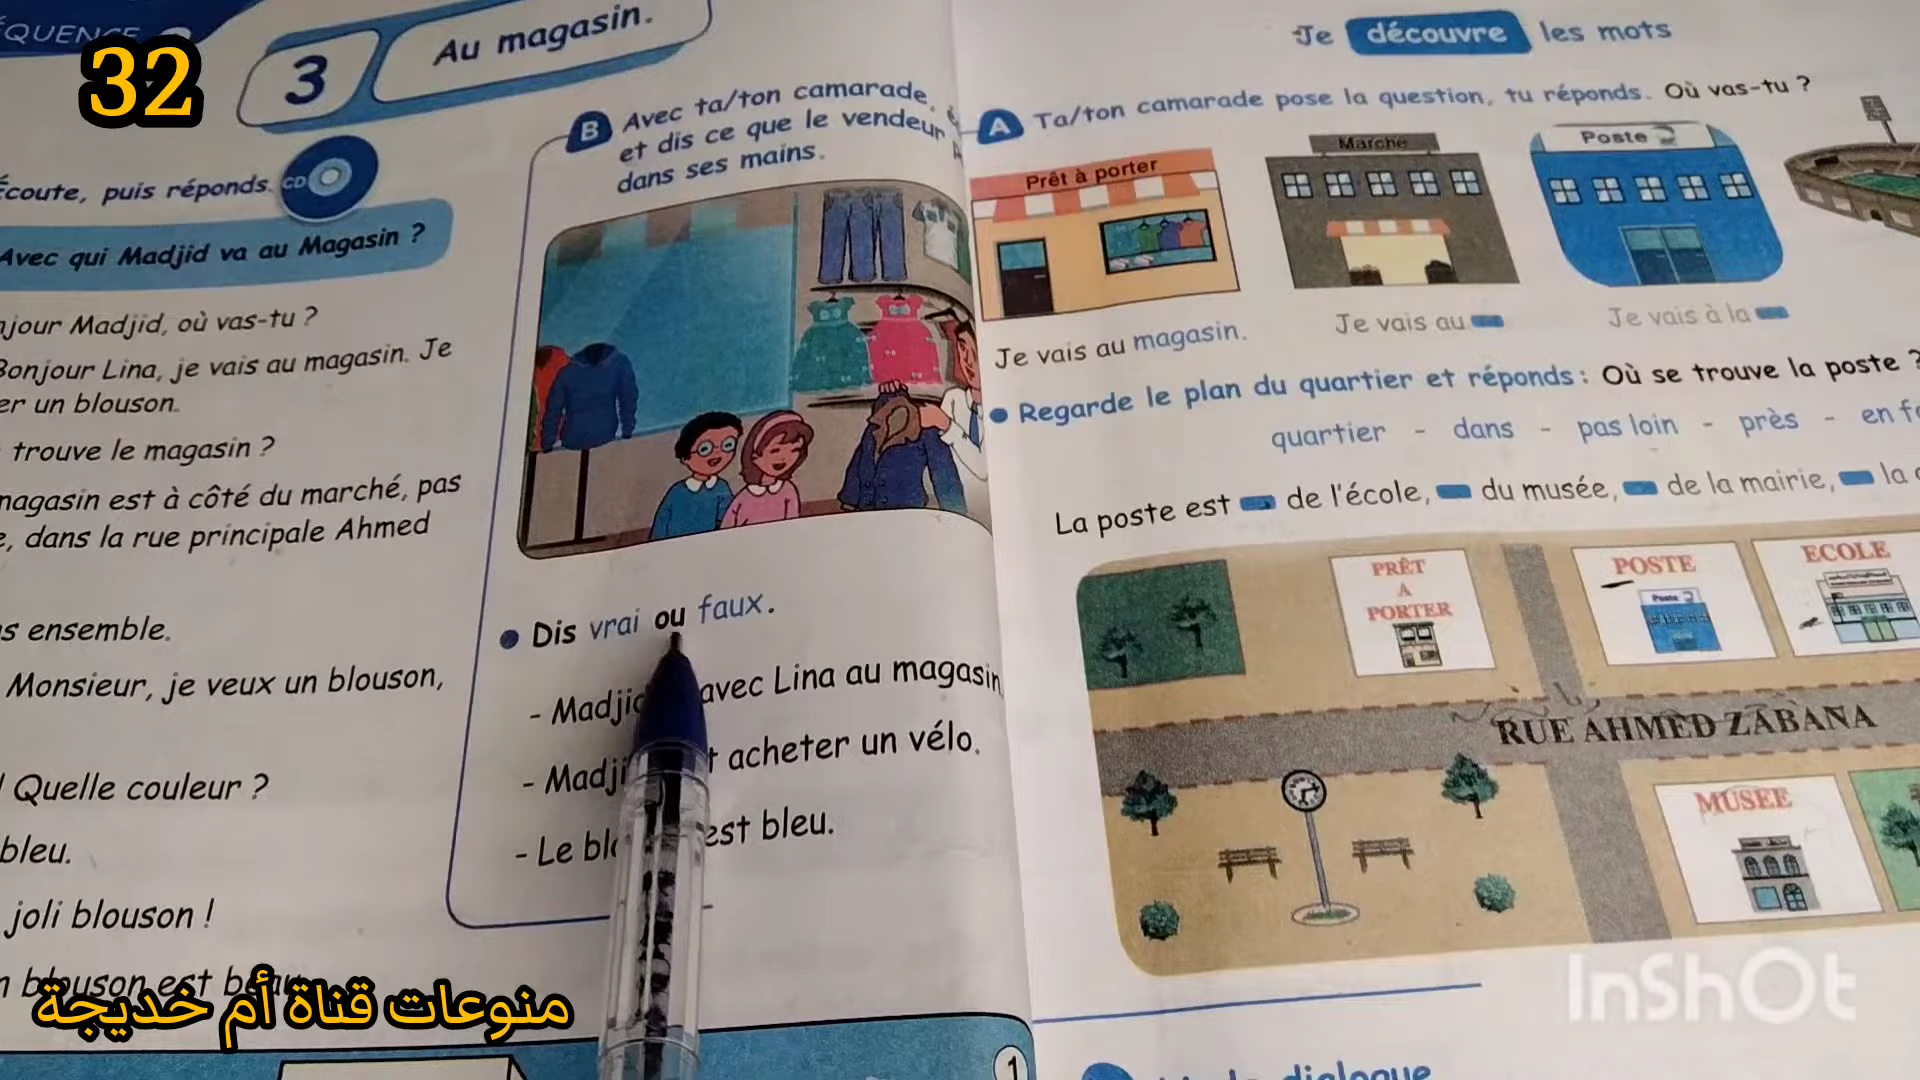 32
3
Au magasin.
Écoute, puis réponds.
CD
Avec qui Madjid va au Magasin ?
Madjid, où vas-tu ?
Bonjour Lina, je vais au magasin. Je
un blouson.
trouve le magasin ?
magasin est à côté du marché, pas
dans la rue principale Ahmed
ensemble.
Monsieur, je veux un blouson,
Quelle couleur ?
bleu.
joli blouson !
blouson est
منوعات قناة أم خديجة
B
Avec ta/ton camarade,
et dis ce que le vendeur
dans ses mains.
Dis vrai ou faux.
- avec Lina au magasin
- acheter un vélo.
- Le est bleu.
1
Je découvre les mots
A Ta/ton camarade pose la question, tu réponds. Où vas-tu ?
Prêt à porter
Marché
Poste
Je vais au magasin.
Je vais au
Je vais à la
Regarde le plan du quartier et réponds : Où se trouve la poste ?
quartier - dans - pas loin - près - en
La poste est de l'école, du musée, de la mairie, la
PRÊT
A
PORTER
POSTE
Poste
ECOLE
RUE AHMED ZABANA
MUSEE
InShOt
dialogue